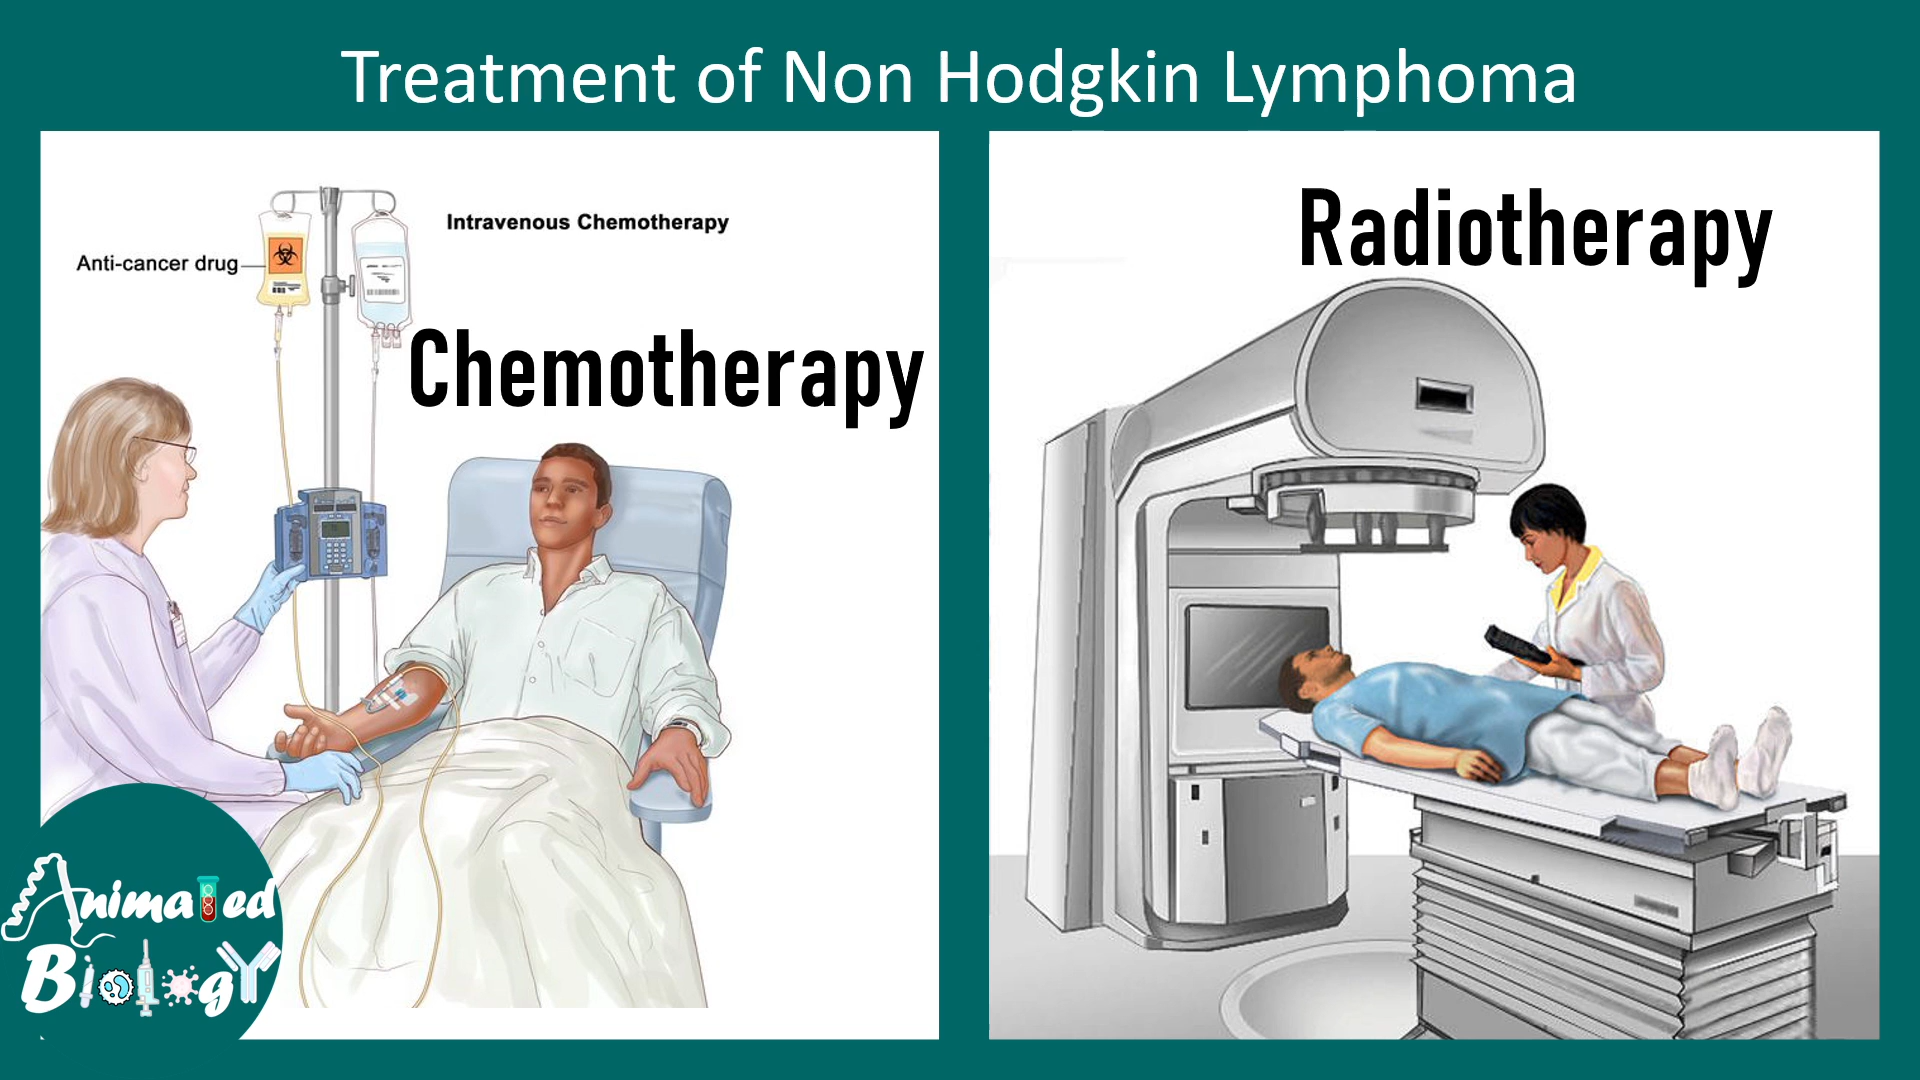 Treatment of Non Hodgkin Lymphoma
Intravenous Chemotherapy
Anti-cancer drug
Chemotherapy
Radiotherapy
Animated
Biology